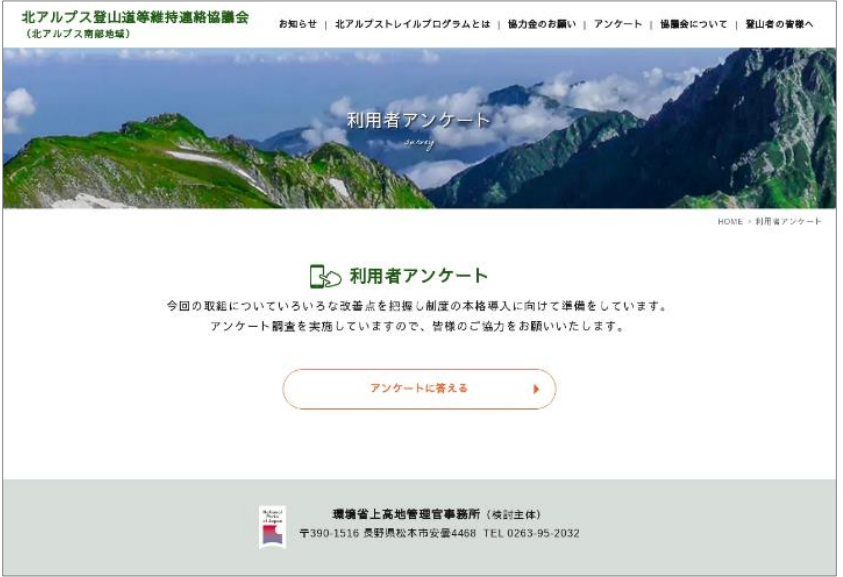 北アルプス登山道等維持連絡協議会
（北アルプス南部地域）
お知らせ | 北アルプストレイルプログラムとは | 協力金のお願い | アンケート | 協議会について | 登山者の皆様へ
利用者アンケート
survey
HOME > 利用者アンケート
利用者アンケート
今回の取組についていろいろな改善点を把握し制度の本格導入に向けて準備をしています。
アンケート調査を実施していますので、皆様のご協力をお願いいたします。
アンケートに答える
National
Parks
of Japan
環境省上高地管理官事務所（検討主体）
〒390-1516 長野県松本市安曇4468 TEL 0263-95-2032